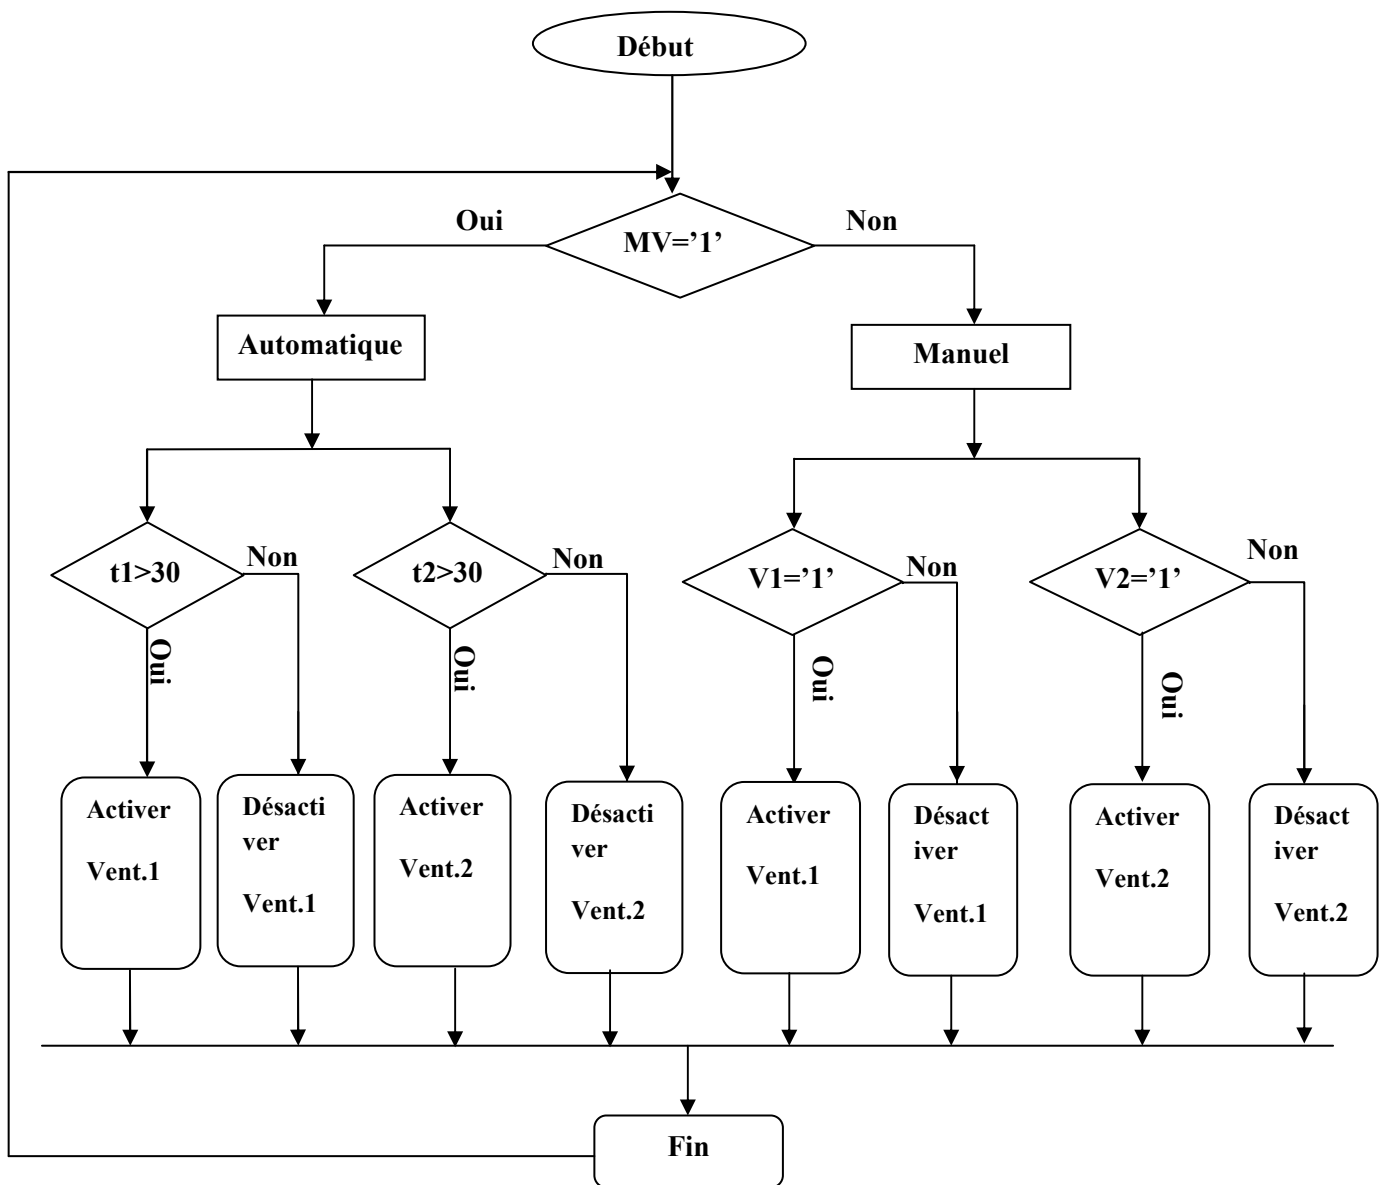 Début
Oui
Non
MV=’1’
Automatique
Manuel
t1>30
Non
t2>30
Non
V1=’1’
Non
V2=’1’
Non
Oui
Oui
Oui
Oui
Activer
Vent.1
Désacti
ver
Vent.1
Activer
Vent.2
Désacti
ver
Vent.2
Activer
Vent.1
Désact
iver
Vent.1
Activer
Vent.2
Désact
iver
Vent.2
Fin